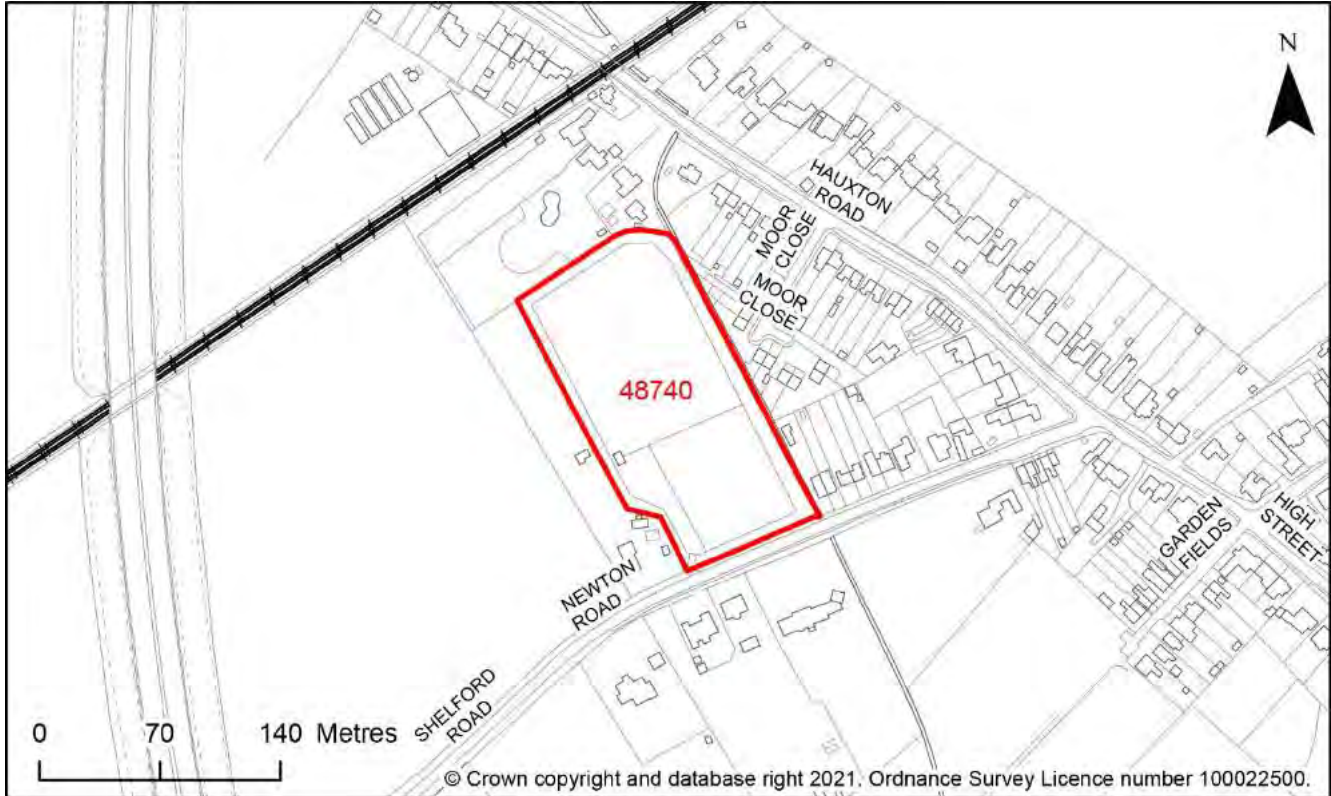 N
HAUXTON
ROAD
MOOR
CLOSE
MOOR
CLOSE
48740
HIGH
STREET
GARDEN
FIELDS
NEWTON
ROAD
SHELFORD
ROAD
0 70 140 Metres
© Crown copyright and database right 2021. Ordnance Survey Licence number 100022500.